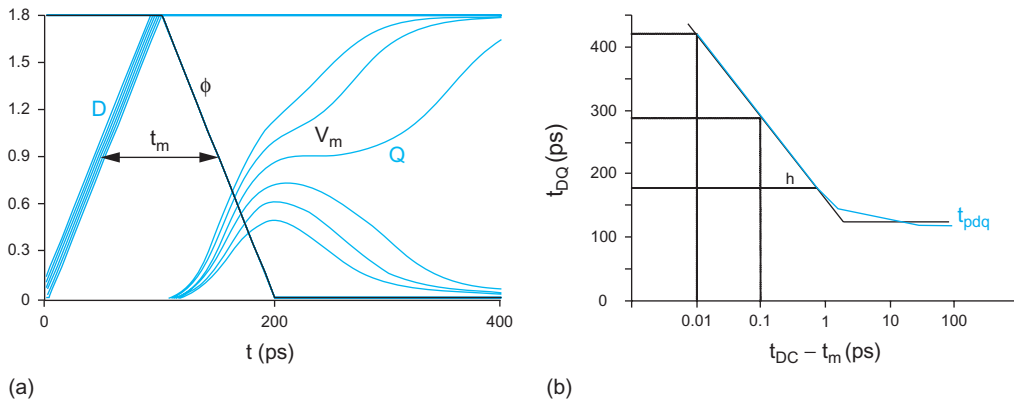 1.8
1.5
1.2
0.9
0.6
0.3
0
0
200
400
D
t_m
ϕ
V_m
Q
t (ps)
(a)
t_DQ (ps)
400
300
200
100
0
0.01
0.1
1
10
100
h
t_pdq
t_DC − t_m (ps)
(b)